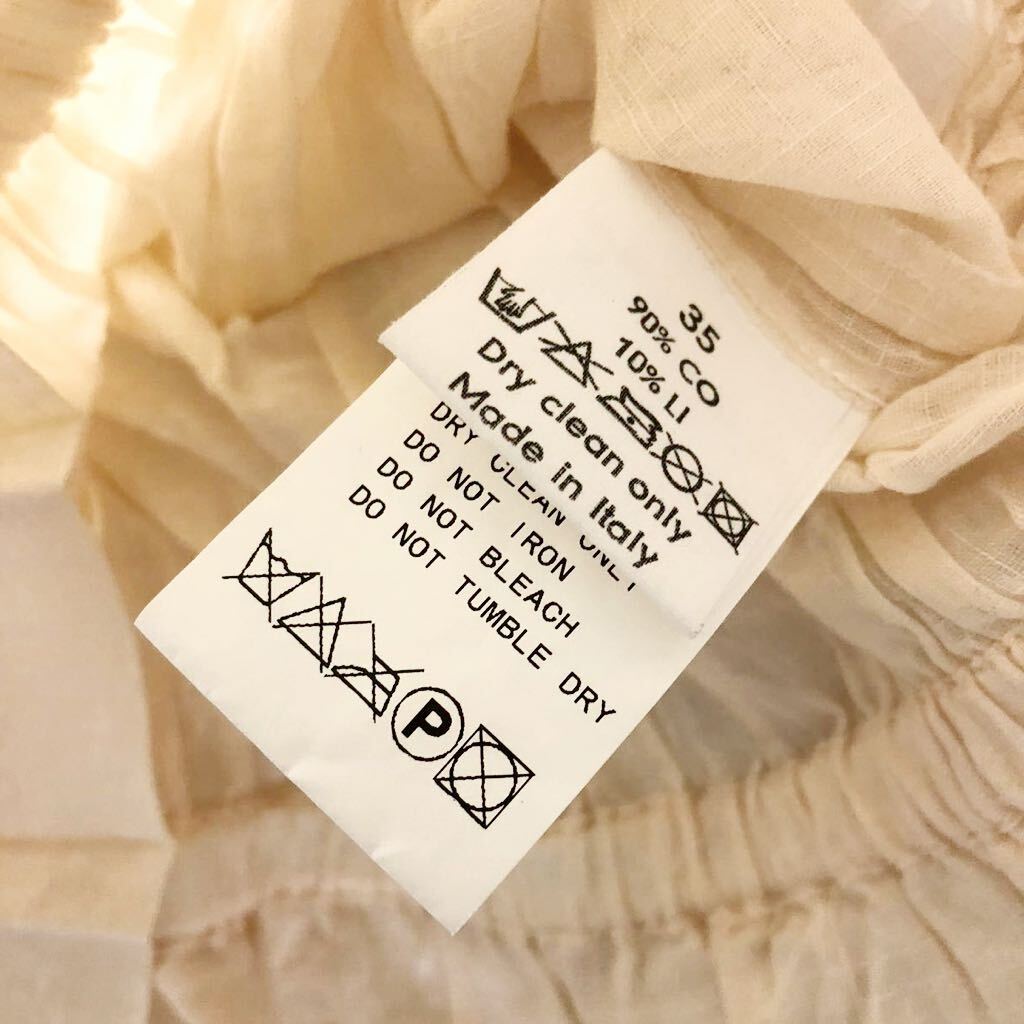 35
90% CO
10% LI
Dry clean only
Made in Italy
DRY CLEAN ONLY
DO NOT IRON
DO NOT BLEACH
DO NOT TUMBLE DRY
P